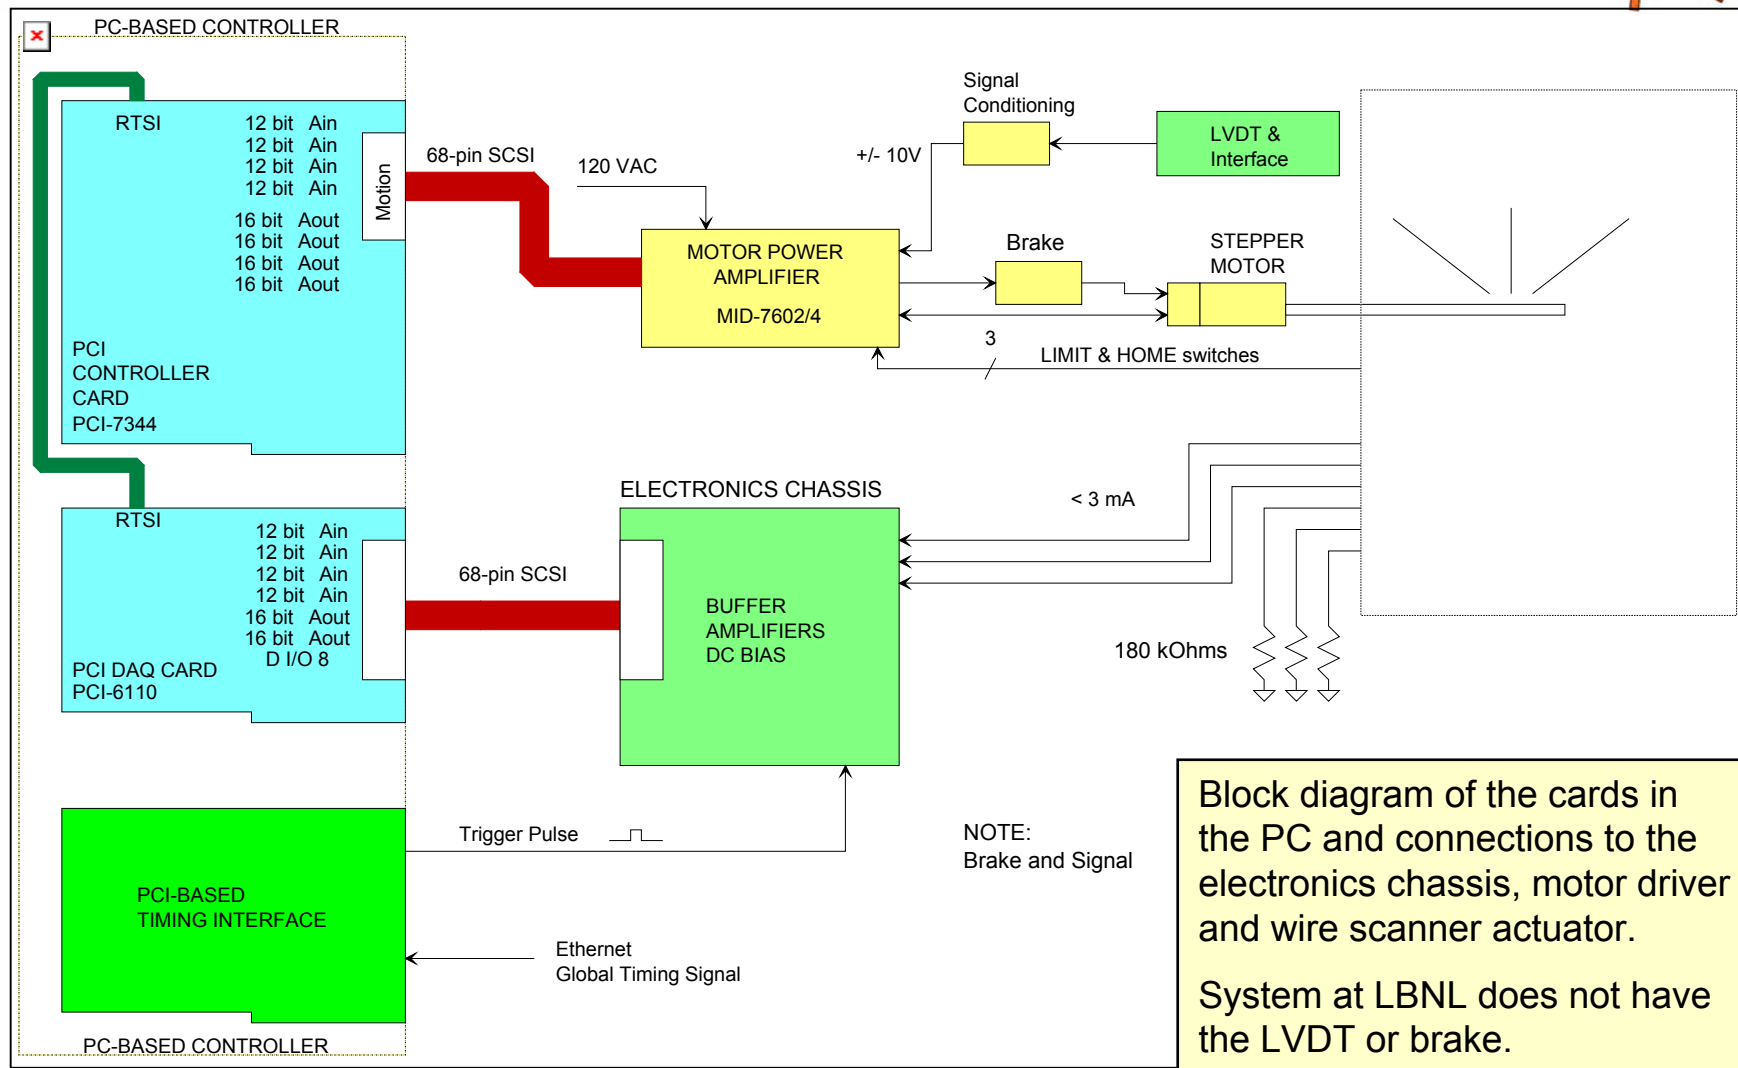 PC-BASED CONTROLLER
RTSI
12 bit Ain
12 bit Ain
12 bit Ain
12 bit Ain
16 bit Aout
16 bit Aout
16 bit Aout
16 bit Aout
Motion
PCI
CONTROLLER
CARD
PCI-7344
68-pin SCSI
120 VAC
MOTOR POWER
AMPLIFIER
MID-7602/4
Signal
Conditioning
+/- 10V
LVDT &
Interface
Brake
STEPPER
MOTOR
3
LIMIT & HOME switches
RTSI
12 bit Ain
12 bit Ain
12 bit Ain
12 bit Ain
16 bit Aout
16 bit Aout
D I/O 8
PCI DAQ CARD
PCI-6110
68-pin SCSI
ELECTRONICS CHASSIS
BUFFER
AMPLIFIERS
DC BIAS
< 3 mA
180 kOhms
PCI-BASED
TIMING INTERFACE
Trigger Pulse
Ethernet
Global Timing Signal
PC-BASED CONTROLLER
NOTE:
Brake and Signal
Block diagram of the cards in
the PC and connections to the
electronics chassis, motor driver
and wire scanner actuator.
System at LBNL does not have
the LVDT or brake.